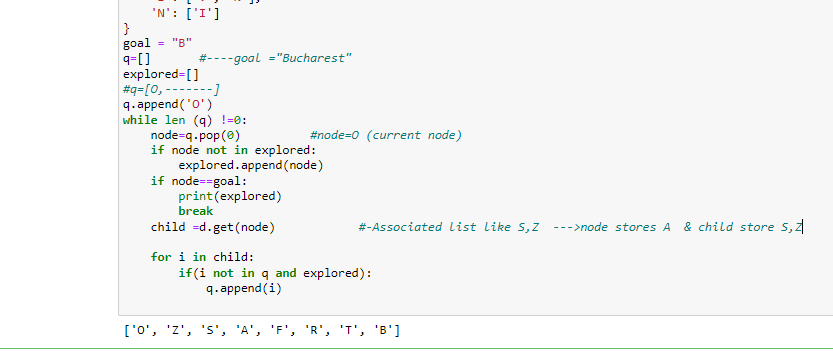 'N': ['I']
}
goal = "B"
q=[] #----goal ="Bucharest"
explored=[]
#q=[O,-------]
q.append('O')
while len (q) !=0:
node=q.pop(0) #node=O (current node)
if node not in explored:
explored.append(node)
if node==goal:
print(explored)
break
child =d.get(node) #-Associated list like S,Z --->node stores A & child store S,Z
for i in child:
if(i not in q and explored):
q.append(i)
['O', 'Z', 'S', 'A', 'F', 'R', 'T', 'B']